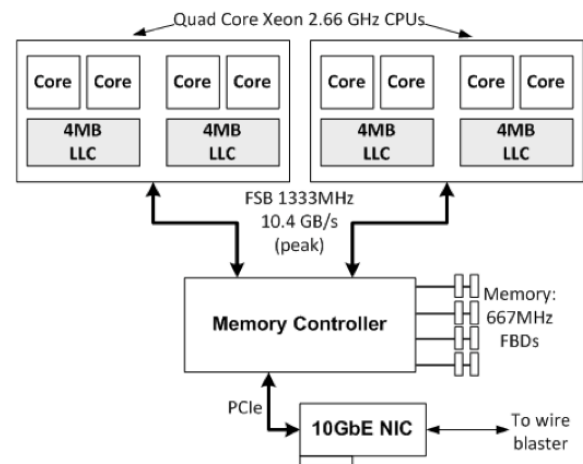 Quad Core Xeon 2.66 GHz CPUs
Core Core Core Core
Core Core Core Core
4MB
LLC
4MB
LLC
4MB
LLC
4MB
LLC
FSB 1333MHz
10.4 GB/s
(peak)
Memory Controller
Memory:
667MHz
FBDs
PCIe
10GbE NIC
To wire
blaster